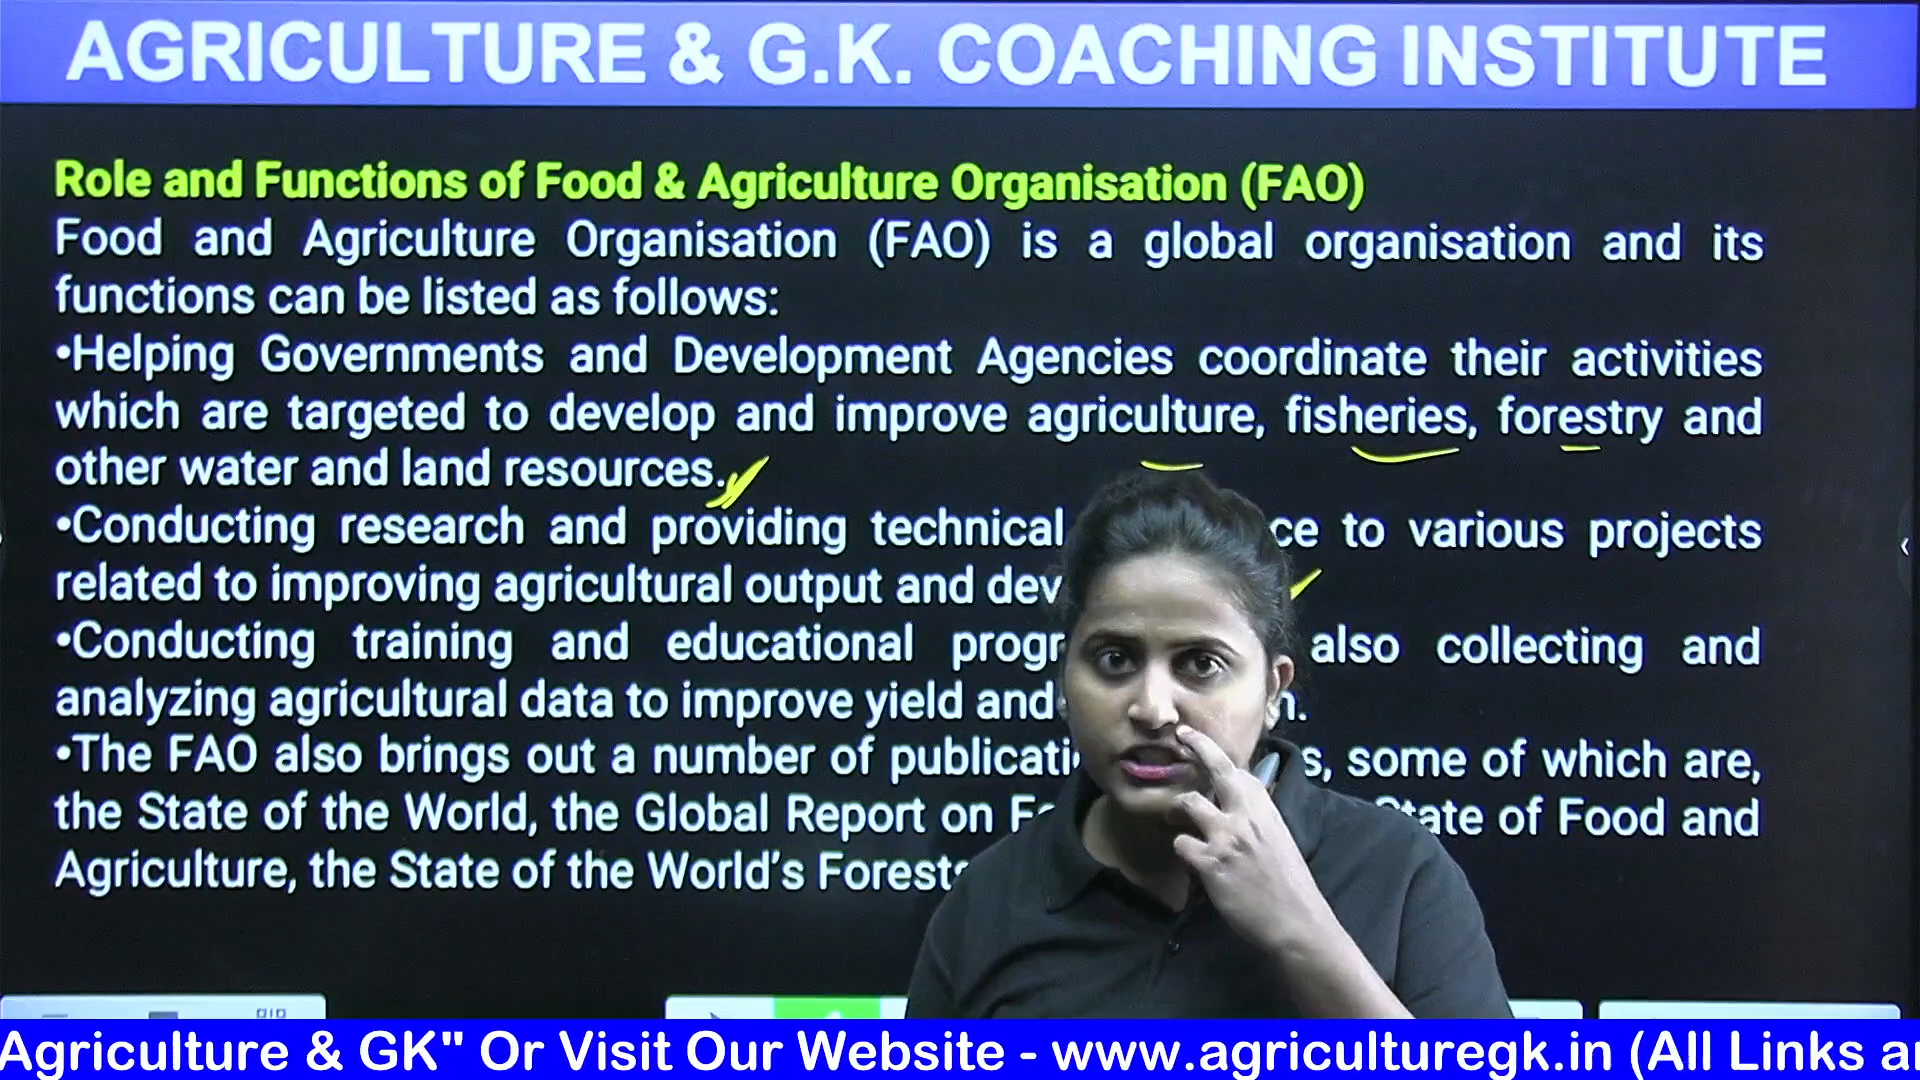 AGRICULTURE & G.K. COACHING INSTITUTE
Role and Functions of Food & Agriculture Organisation (FAO)
Food and Agriculture Organisation (FAO) is a global organisation and its
functions can be listed as follows:
•Helping Governments and Development Agencies coordinate their activities
which are targeted to develop and improve agriculture, fisheries, forestry and
other water and land resources.
•Conducting research and providing technical to various projects
related to improving agricultural output and
•Conducting training and educational also collecting and
analyzing agricultural data to improve yield and
•The FAO also brings out a number of some of which are,
the State of the World, the Global Report on State of Food and
Agriculture, the State of the World's
Agriculture & GK" Or Visit Our Website - www.agriculturegk.in (All Links